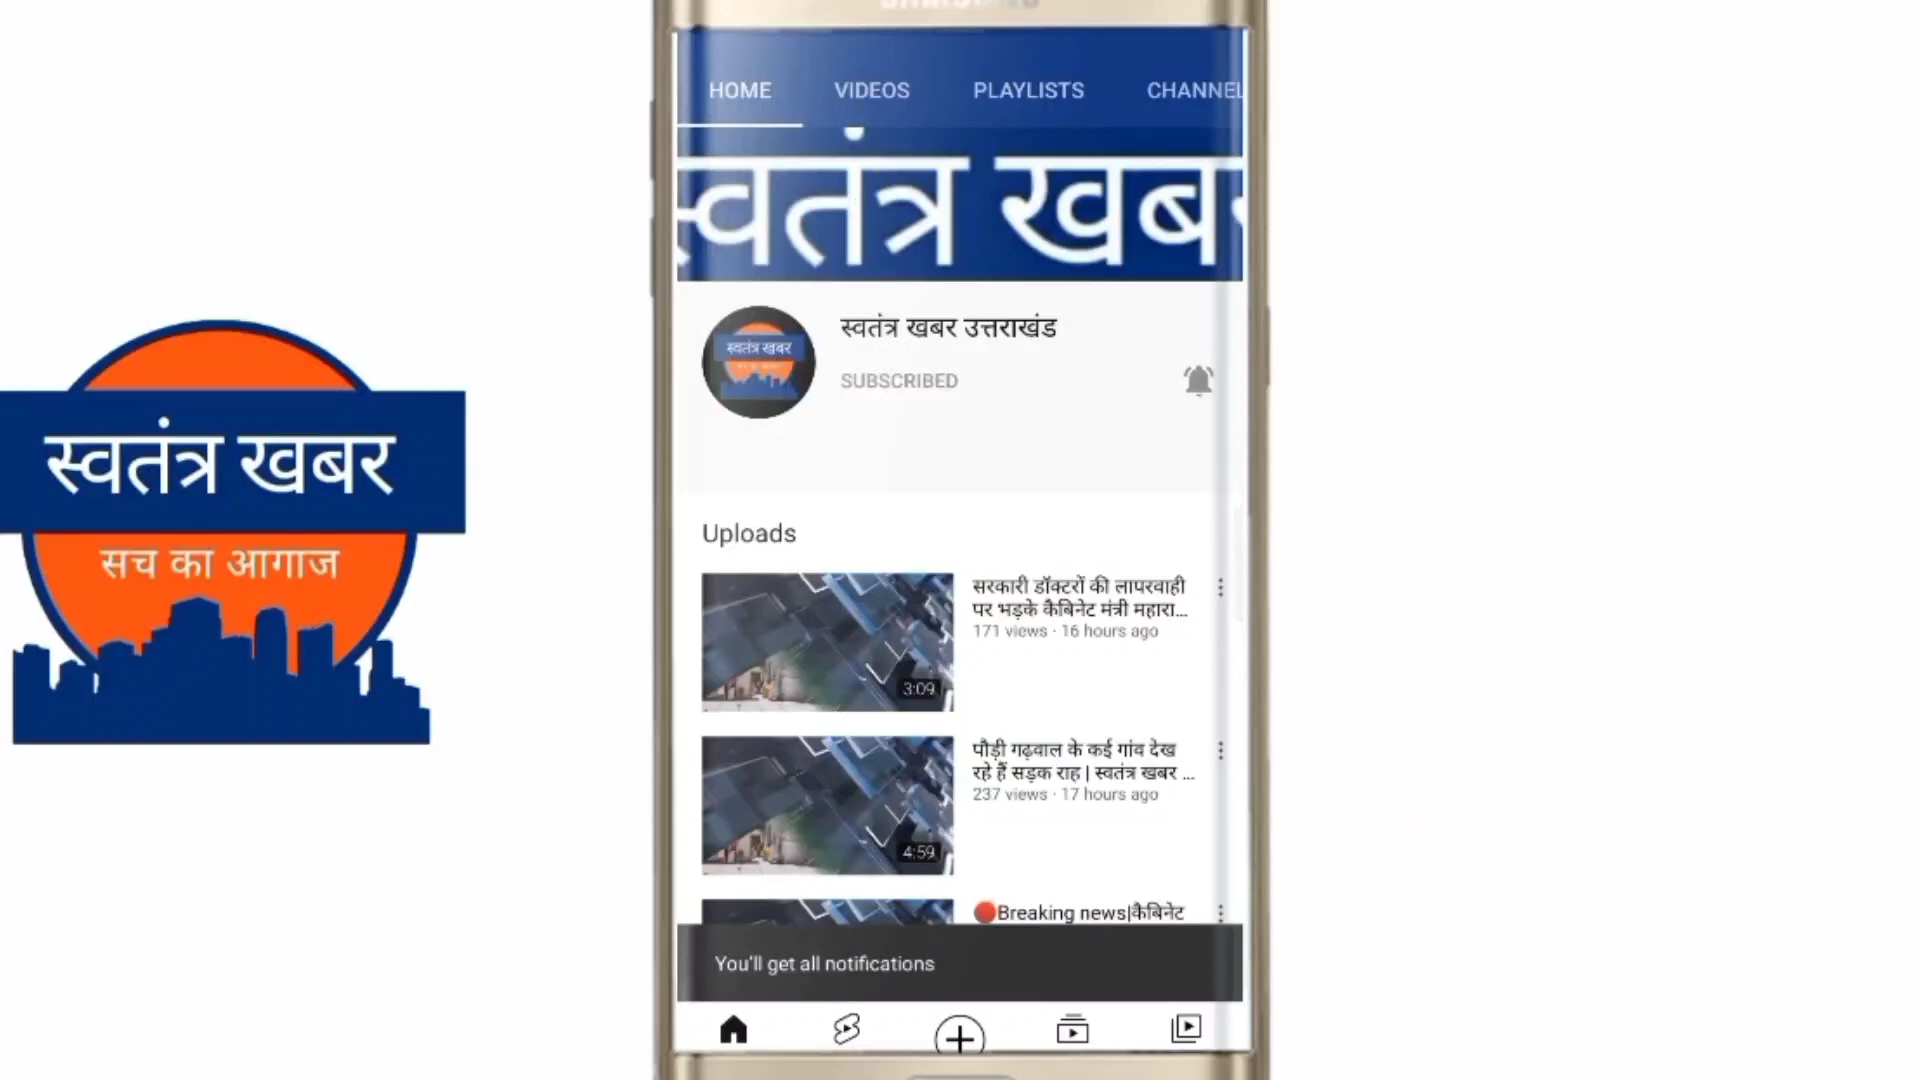 HOME VIDEOS PLAYLISTS CHANNEL
स्वतंत्र खबर
स्वतंत्र खबर
स्वतंत्र खबर उत्तराखंड
SUBSCRIBED
स्वतंत्र खबर
सच का आगाज
Uploads
सरकारी डॉक्टरों की लापरवाही
पर भड़के कैबिनेट मंत्री महारा...
171 views · 16 hours ago
3:09
पौड़ी गढ़वाल के कई गांव देख
रहे हैं सड़क राह | स्वतंत्र खबर ...
237 views · 17 hours ago
4:59
🔴Breaking news|कैबिनेट
You'll get all notifications